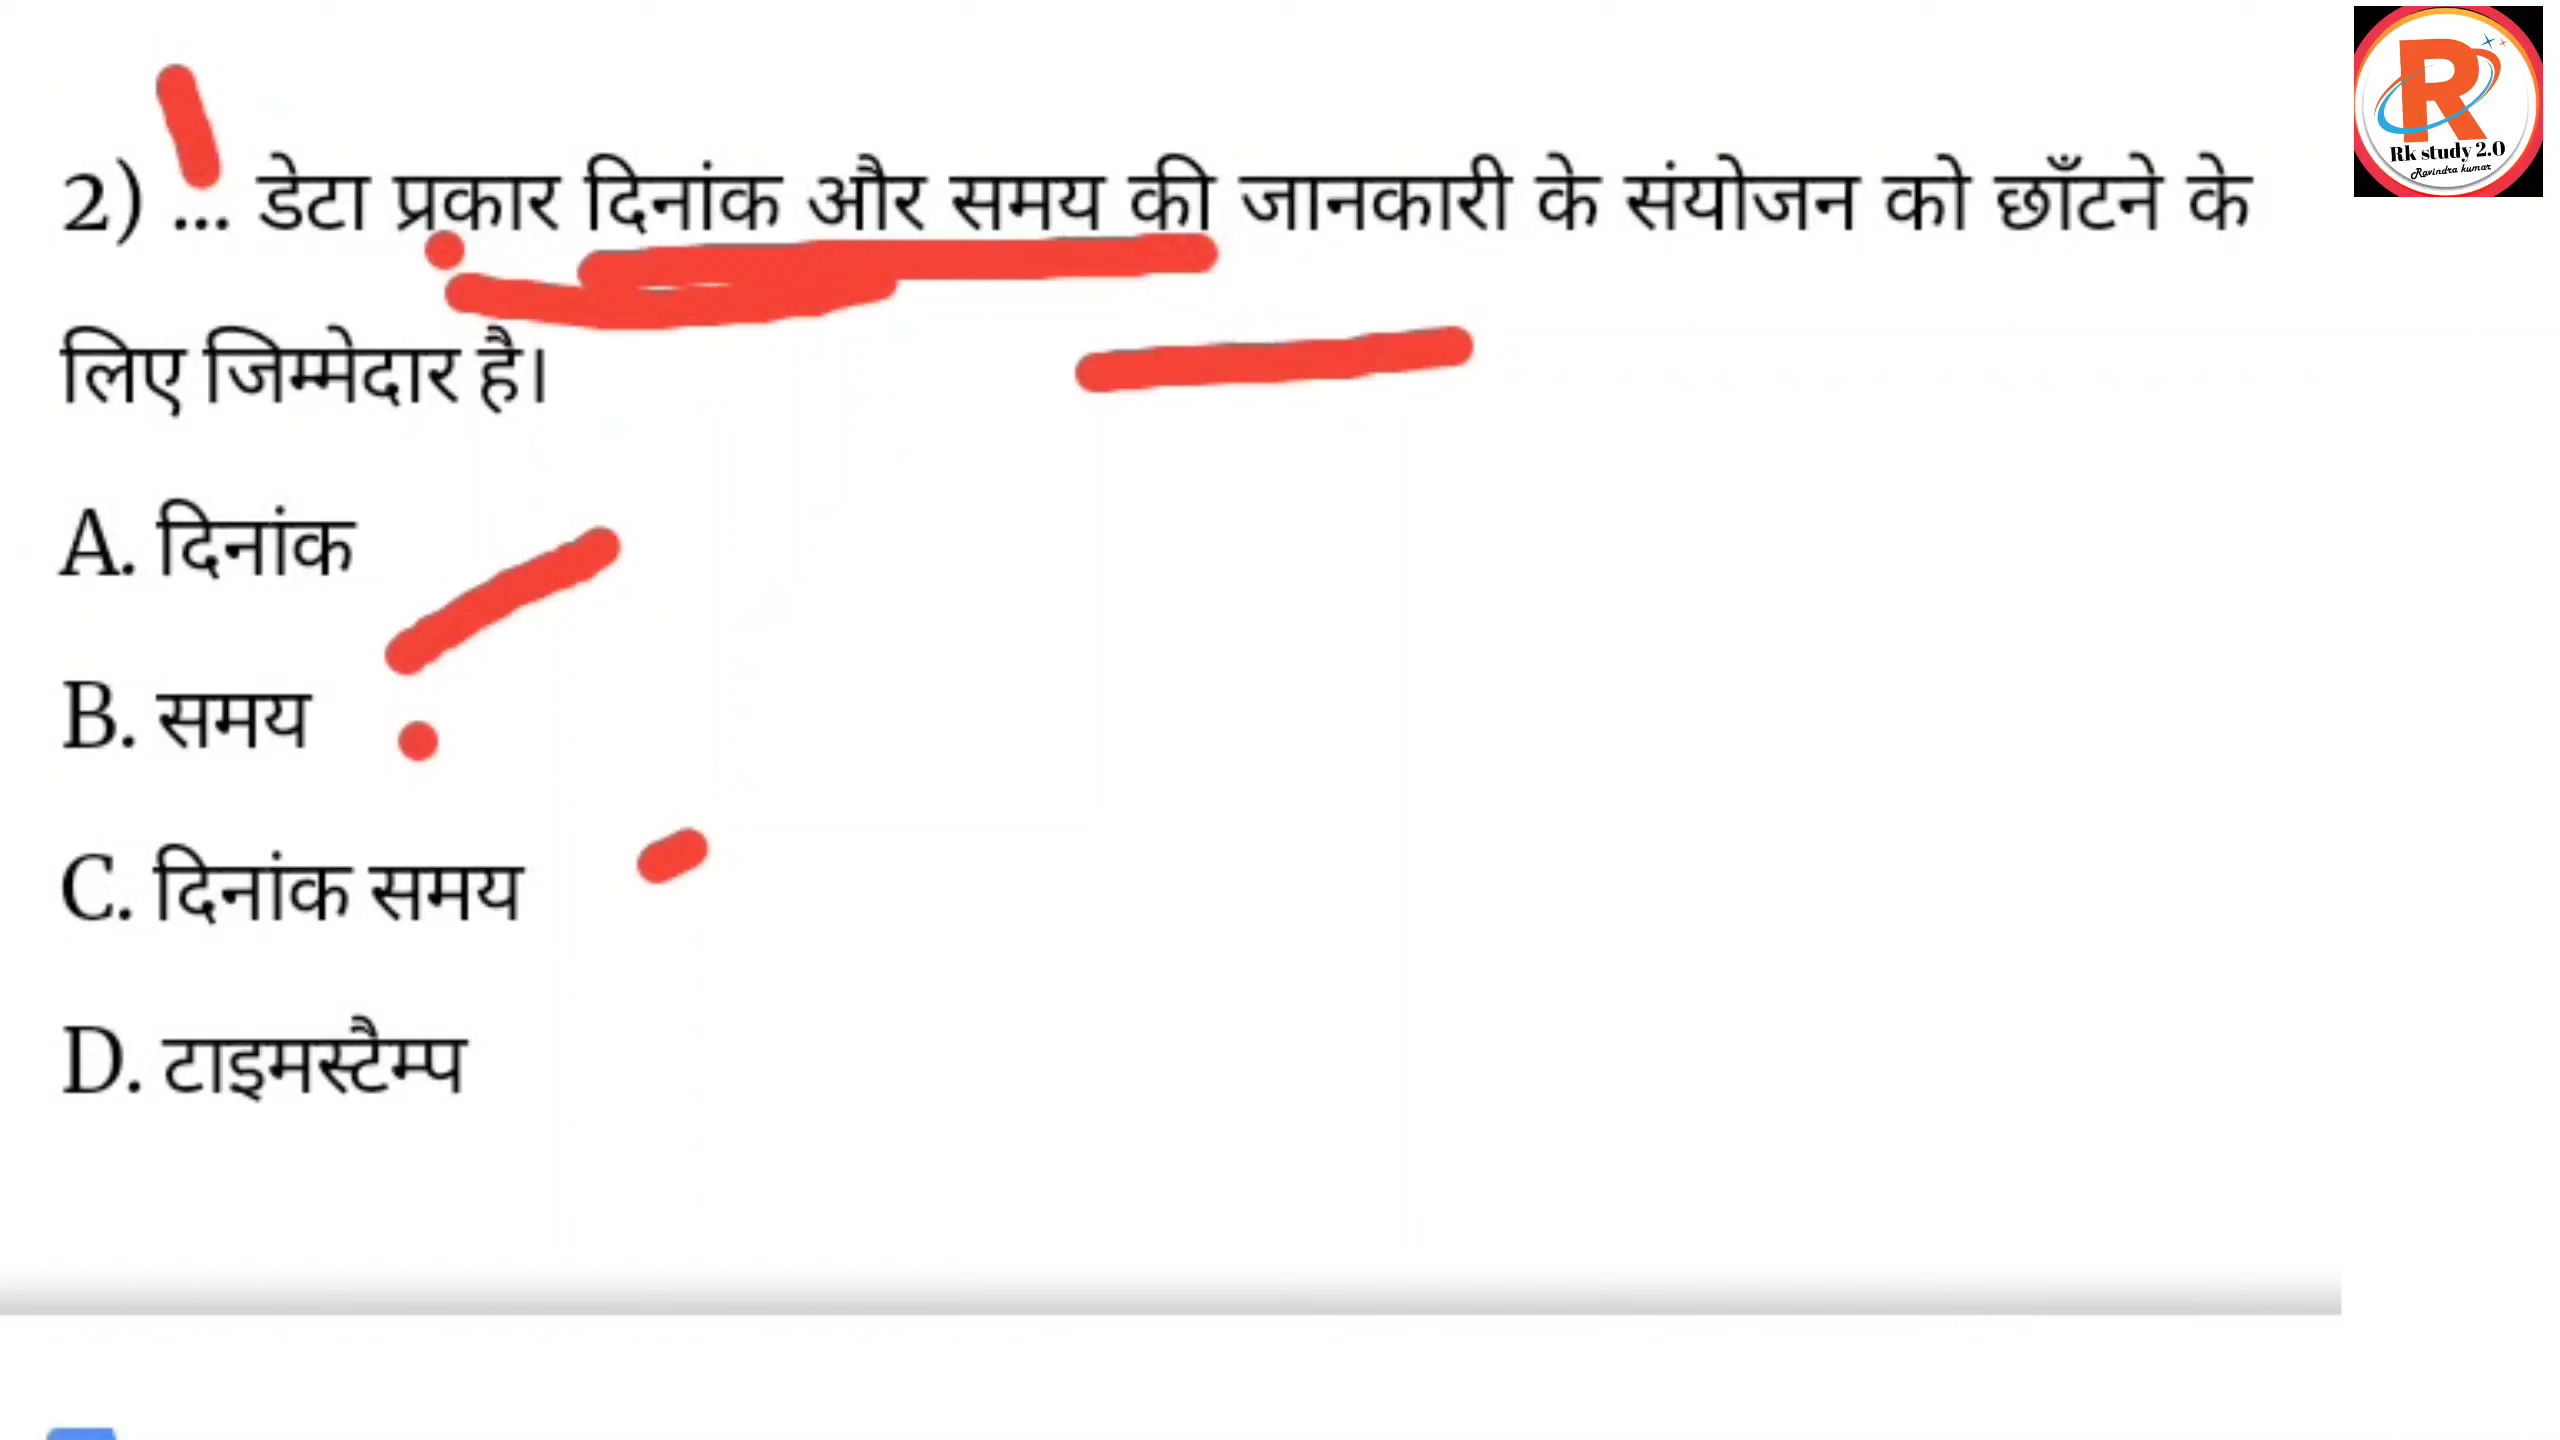 2) ... डेटा प्रकार दिनांक और समय की जानकारी के संयोजन को छाँटने के
लिए जिम्मेदार है।
A. दिनांक
B. समय
C. दिनांक समय
D. टाइमस्टैम्प
R
Rk study 2.0
Ravindra kumar